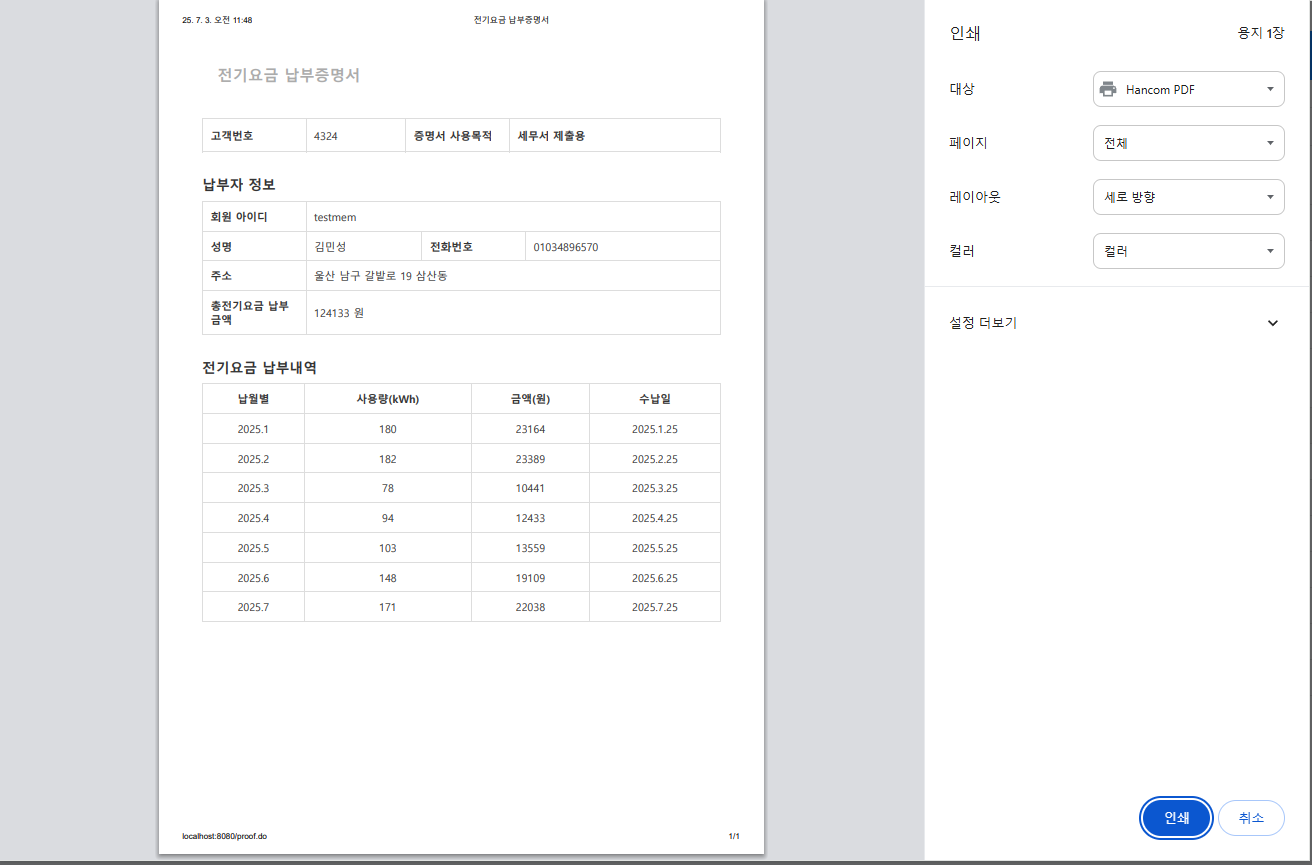 25. 7. 3. 오전 11:48 전기요금 납부증명서
전기요금 납부증명서
고객번호 4324 증명서 사용목적 세무서 제출용
납부자 정보
회원 아이디 testmem
성명 김민성 전화번호 01034896570
주소 울산 남구 갈밭로 19 삼산동
총전기요금 납부
금액 124133 원
전기요금 납부내역
납월별 사용량(kWh) 금액(원) 수납일
2025.1 180 23164 2025.1.25
2025.2 182 23389 2025.2.25
2025.3 78 10441 2025.3.25
2025.4 94 12433 2025.4.25
2025.5 103 13559 2025.5.25
2025.6 148 19109 2025.6.25
2025.7 171 22038 2025.7.25
localhost:8080/proof.do 1/1
인쇄 용지 1장
대상 Hancom PDF
페이지 전체
레이아웃 세로 방향
컬러 컬러
설정 더보기
인쇄 취소